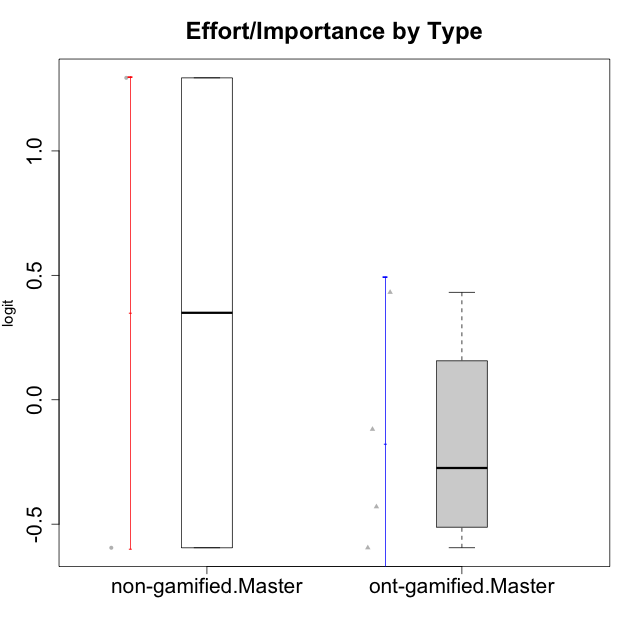 Effort/Importance by Type
1.0
0.5
0.0
-0.5
logit
non-gamified.Master
ont-gamified.Master